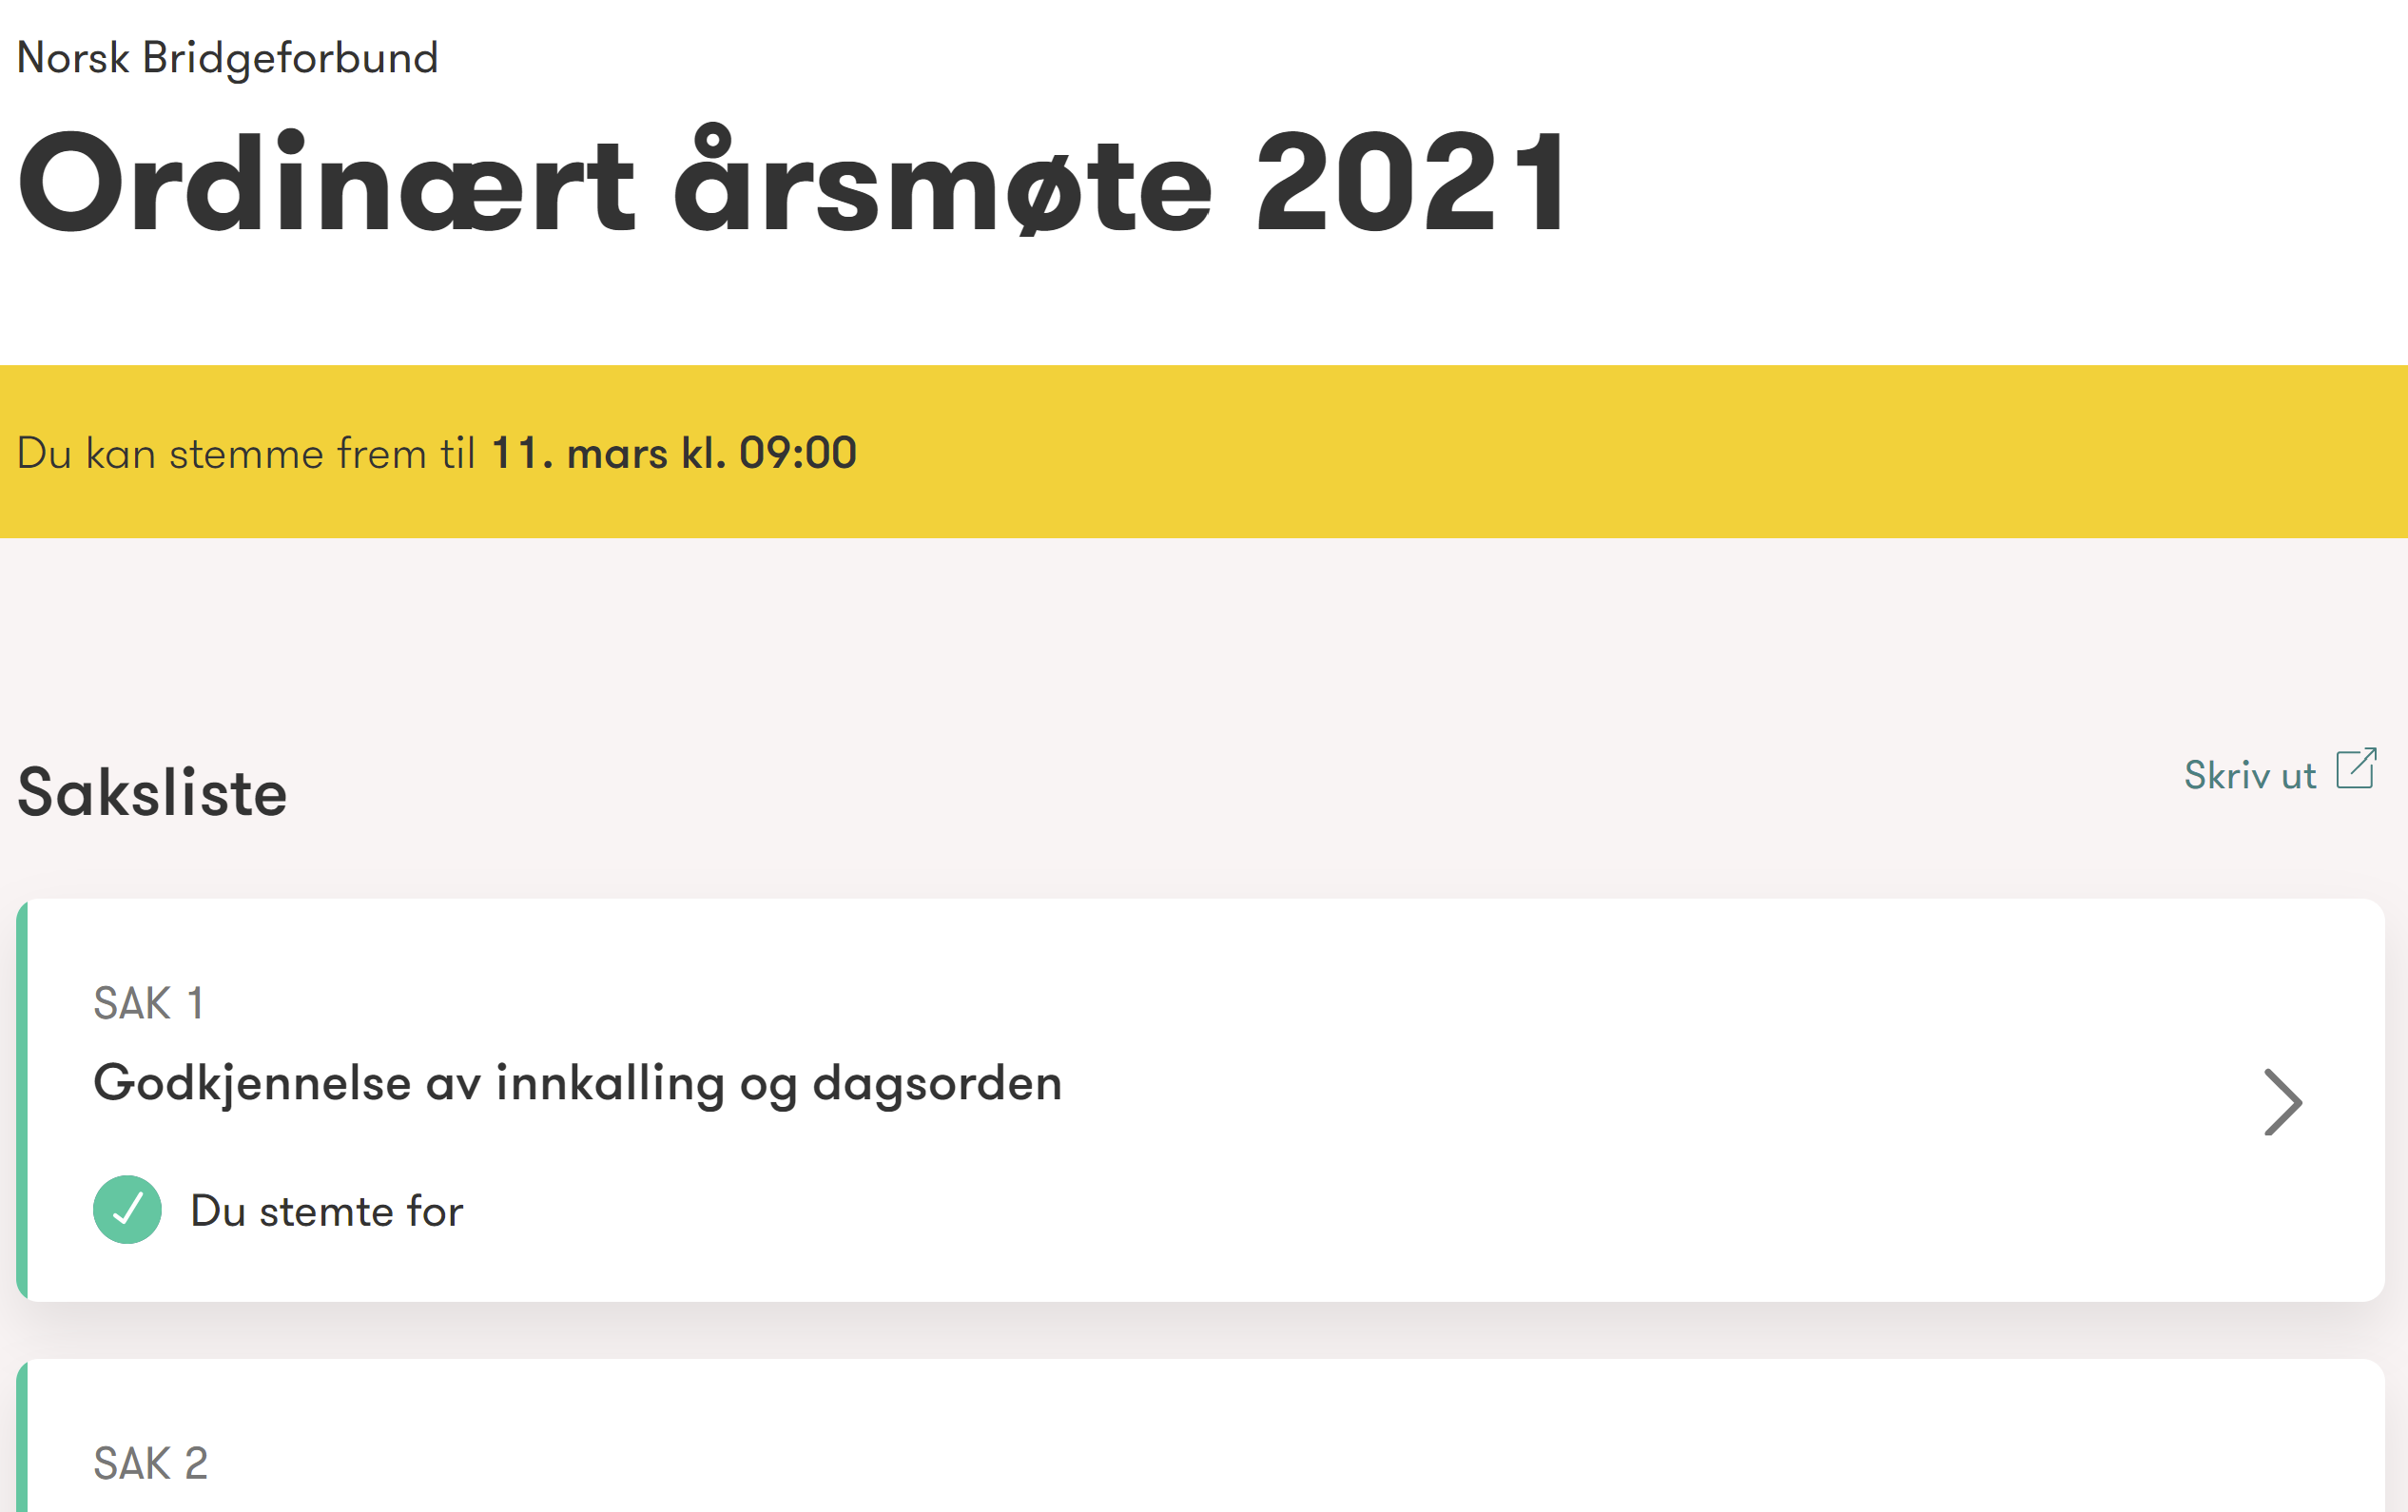 Norsk Bridgeforbund
Ordinært årsmøte 2021
Du kan stemme frem til 11. mars kl. 09:00
Saksliste
Skriv ut
SAK 1
Godkjennelse av innkalling og dagsorden
Du stemte for
SAK 2